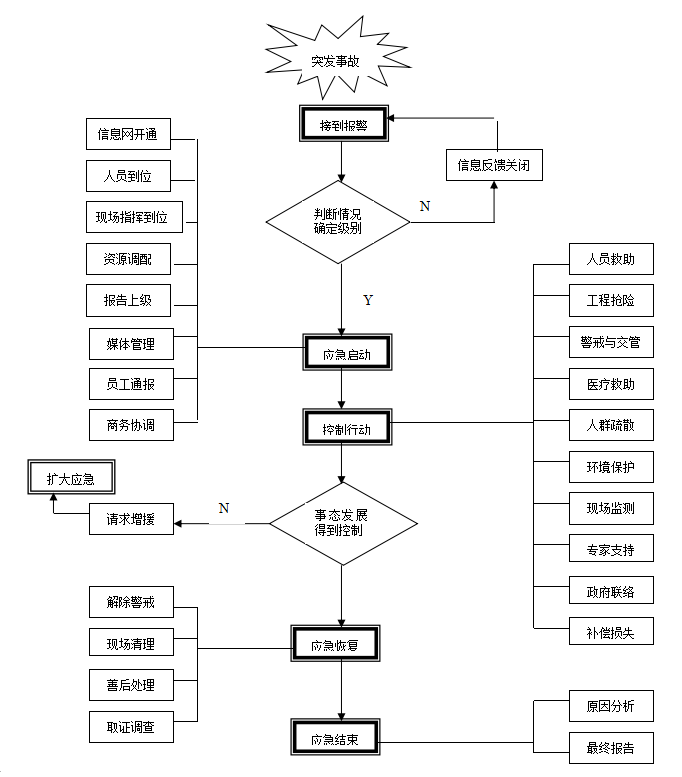 突发事故
接到报警
信息网开通
信息反馈关闭
人员到位
判断情况
确定级别
N
现场指挥到位
资源调配
人员救助
报告上级
Y
工程抢险
媒体管理
应急启动
警戒与交管
员工通报
医疗救助
商务协调
控制行动
人群疏散
扩大应急
环境保护
请求增援
N
事态发展
得到控制
现场监测
专家支持
解除警戒
政府联络
现场清理
应急恢复
补偿损失
善后处理
原因分析
取证调查
应急结束
最终报告